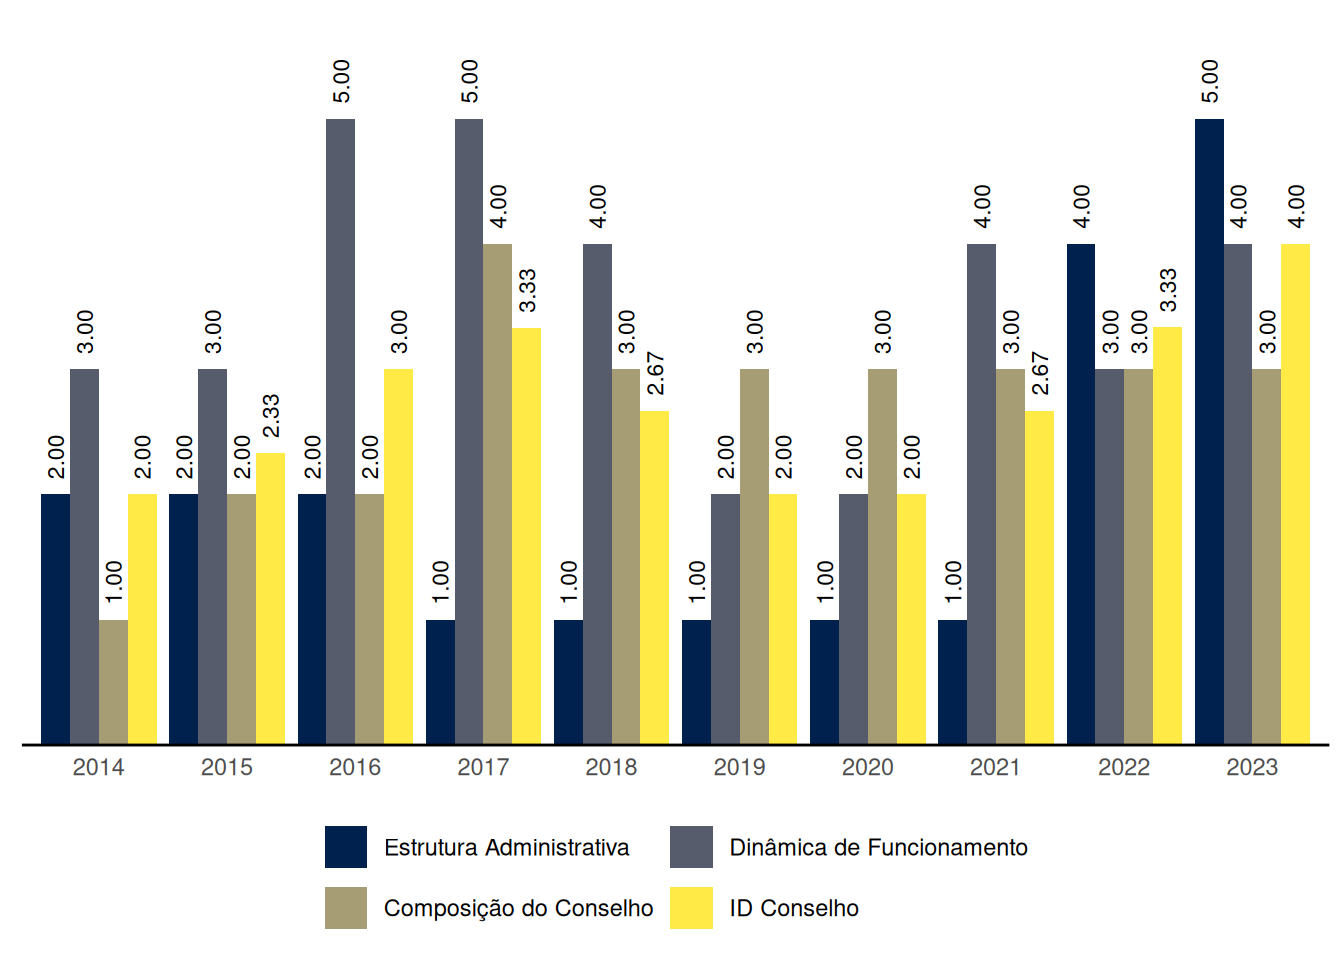 5.00 5.00 5.00
4.00 4.00 4.00 4.00 4.00 4.00
3.33 3.33
3.00 3.00 3.00 3.00 3.00 3.00 3.00 3.00 3.00 3.00
2.67 2.67
2.33
2.00 2.00 2.00 2.00 2.00 2.00 2.00 2.00 2.00 2.00
1.00 1.00 1.00 1.00 1.00 1.00
2014 2015 2016 2017 2018 2019 2020 2021 2022 2023
Estrutura Administrativa Dinâmica de Funcionamento
Composição do Conselho ID Conselho